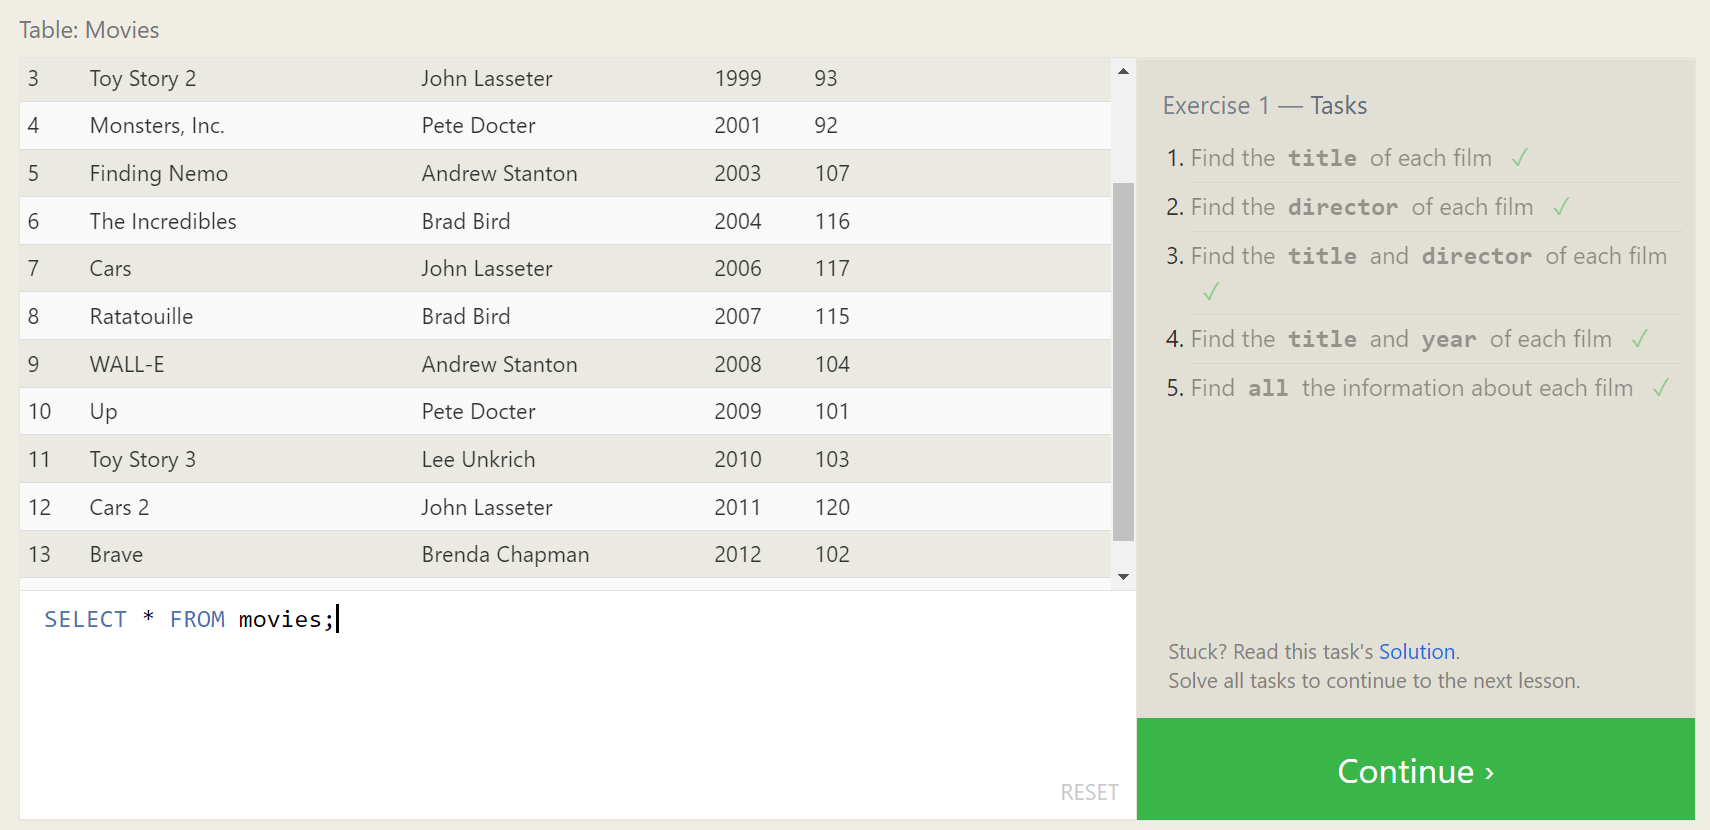 Table: Movies
3 Toy Story 2 John Lasseter 1999 93
4 Monsters, Inc. Pete Docter 2001 92
5 Finding Nemo Andrew Stanton 2003 107
6 The Incredibles Brad Bird 2004 116
7 Cars John Lasseter 2006 117
8 Ratatouille Brad Bird 2007 115
9 WALL-E Andrew Stanton 2008 104
10 Up Pete Docter 2009 101
11 Toy Story 3 Lee Unkrich 2010 103
12 Cars 2 John Lasseter 2011 120
13 Brave Brenda Chapman 2012 102
SELECT * FROM movies;
RESET
Exercise 1 — Tasks
1. Find the title of each film ✓
2. Find the director of each film ✓
3. Find the title and director of each film
✓
4. Find the title and year of each film ✓
5. Find all the information about each film ✓
Stuck? Read this task's Solution.
Solve all tasks to continue to the next lesson.
Continue ›